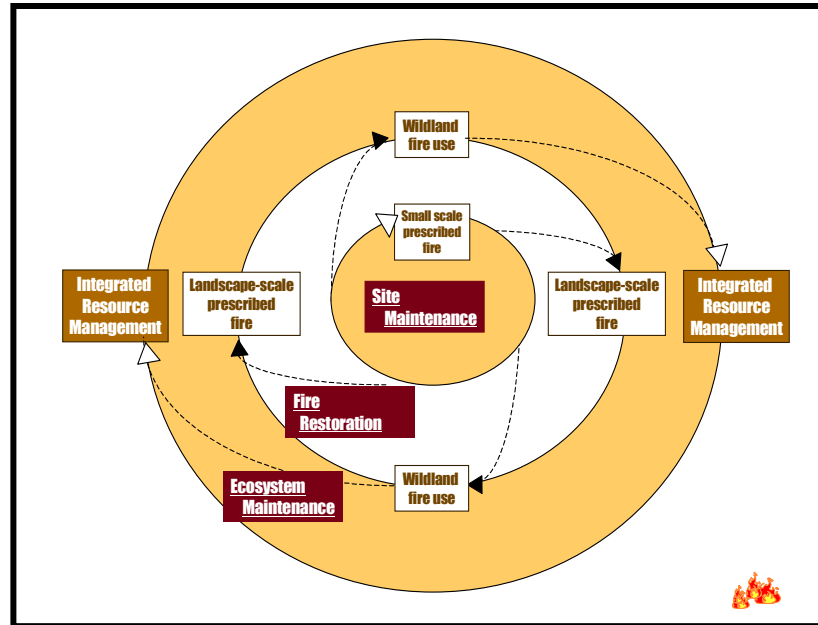 Wildland
fire use
Small scale
prescribed
fire
Integrated
Resource
Management
Landscape-scale
prescribed
fire
Site
Maintenance
Landscape-scale
prescribed
fire
Integrated
Resource
Management
Fire
Restoration
Ecosystem
Maintenance
Wildland
fire use